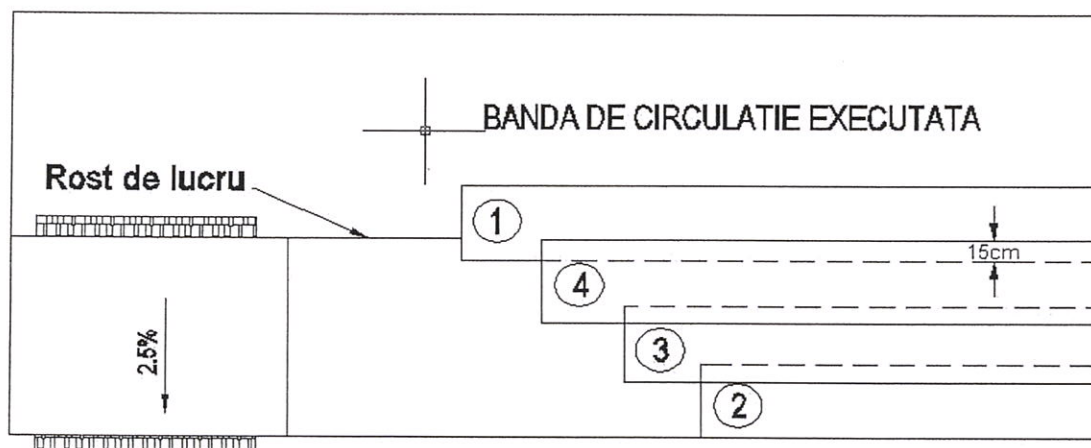 BANDA DE CIRCULATIE EXECUTATA
Rost de lucru
1
15cm
4
2.5%
3
2